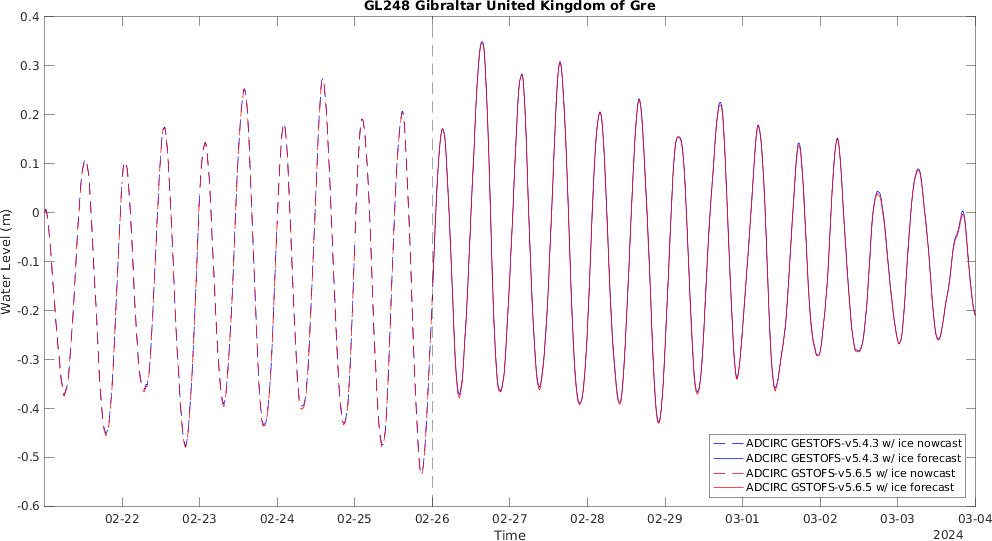 GL248 Gibraltar United Kingdom of Gre
0.4
0.3
0.2
0.1
0
-0.1
-0.2
-0.3
-0.4
-0.5
-0.6
Water Level (m)
ADCIRC GESTOFS-v5.4.3 w/ ice nowcast
ADCIRC GESTOFS-v5.4.3 w/ ice forecast
ADCIRC GSTOFS-v5.6.5 w/ ice nowcast
ADCIRC GSTOFS-v5.6.5 w/ ice forecast
02-22 02-23 02-24 02-25 02-26 02-27 02-28 02-29 03-01 03-02 03-03 03-04
Time
2024